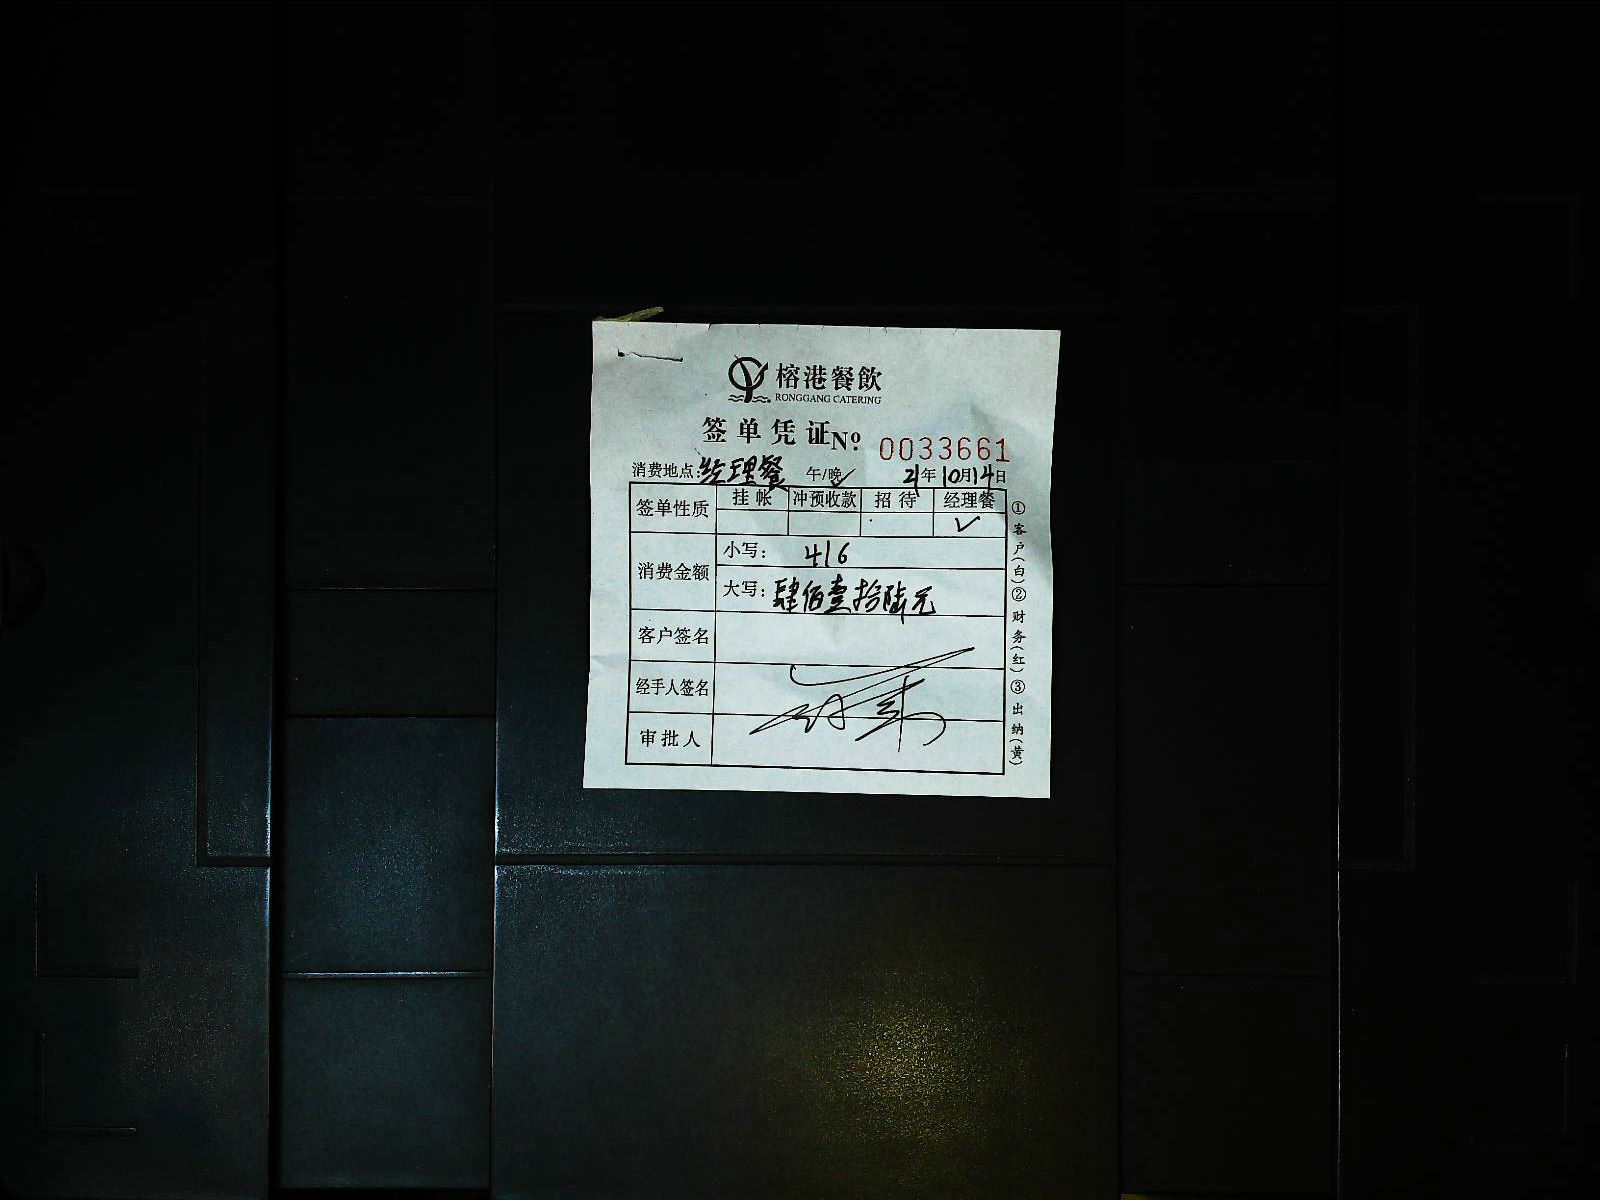 榕港餐飲
RONGGANG CATERING
签单凭证 Nº. 0033661
消费地点:经理餐 午/晚✓ 21年10月14日
签单性质 挂帐 冲预收款 招待 经理餐
✓
消费金额 小写: 416
大写: 肆佰壹拾陆元
客户签名
经手人签名
审批人
①客户(白)②财务(红)③出纳(黄)